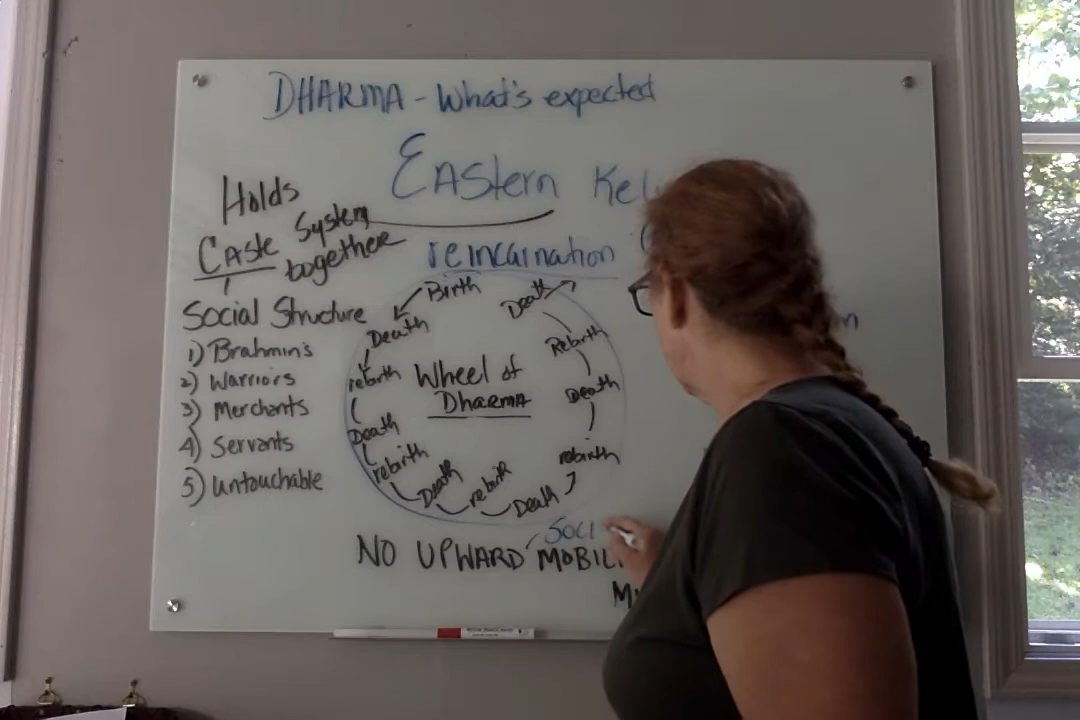 DHARMA - What's expected
Eastern
Holds
Caste System
together
reincarnation
Social Structure
1) Brahmin's
2) Warriors
3) Merchants
4) Servants
5) Untouchable
Birth
Death
rebirth
Death
rebirth
Death
rebirth
Death
rebirth
Death
Rebirth
Death
Wheel of
Dharma
SOCI
NO UPWARD